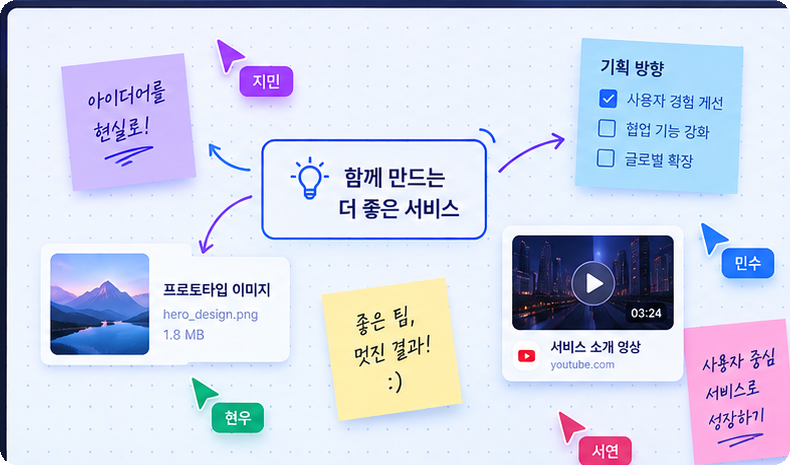 아이디어를
현실로!
지민
함께 만드는
더 좋은 서비스
기획 방향
사용자 경험 게선
협업 기능 강화
글로벌 확장
민수
프로토타입 이미지
hero_design.png
1.8 MB
현우
좋은 팀,
멋진 결과!
:)
03:24
서비스 소개 영상
youtube.com
서연
사용자 중심
서비스로
성장하기